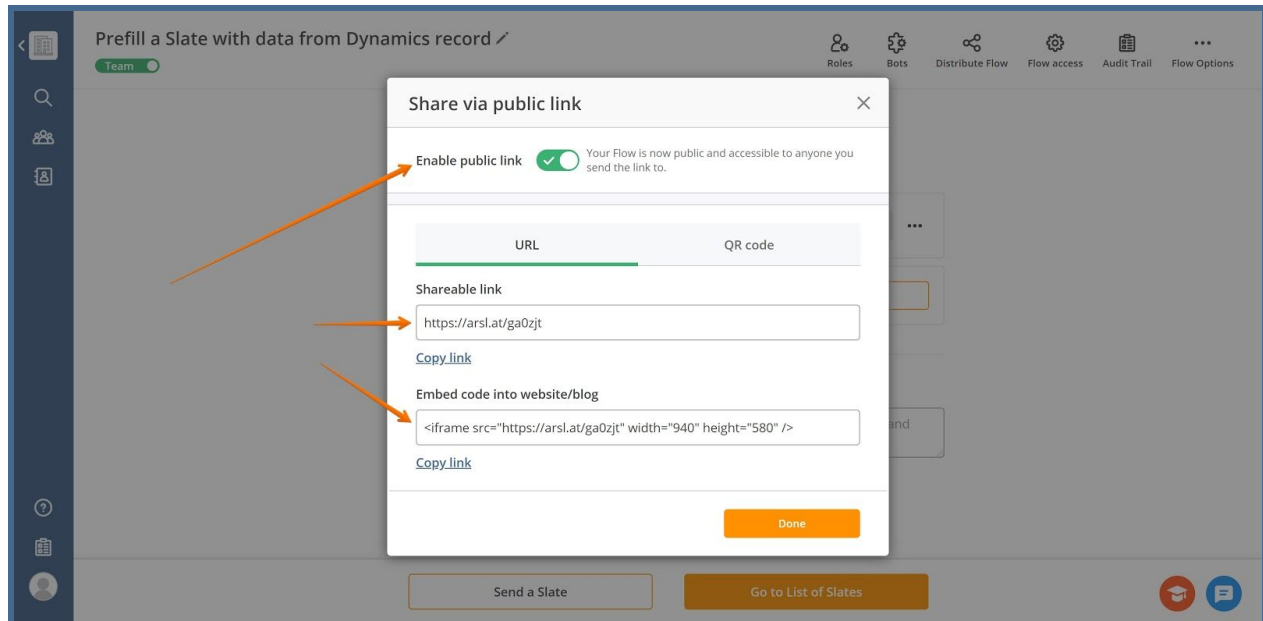 Prefill a Slate with data from Dynamics record
Team
Roles
Bots
Distribute Flow
Flow access
Audit Trail
Flow Options
Share via public link
Enable public link
Your Flow is now public and accessible to anyone you
send the link to.
URL
QR code
Shareable link
https://arsl.at/ga0zjt
Copy link
Embed code into website/blog
<iframe src="https://arsl.at/ga0zjt" width="940" height="580" />
and
Copy link
Done
Send a Slate
Go to List of Slates